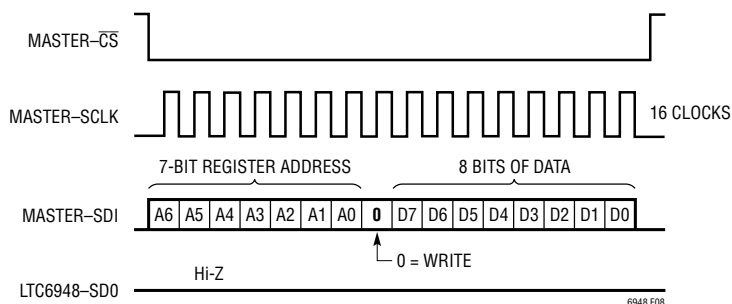 MASTER–C̅S̅
MASTER–SCLK
16 CLOCKS
7-BIT REGISTER ADDRESS 8 BITS OF DATA
MASTER–SDI A6 A5 A4 A3 A2 A1 A0 0 D7 D6 D5 D4 D3 D2 D1 D0
0 = WRITE
Hi-Z
LTC6948–SD0
6948 F08